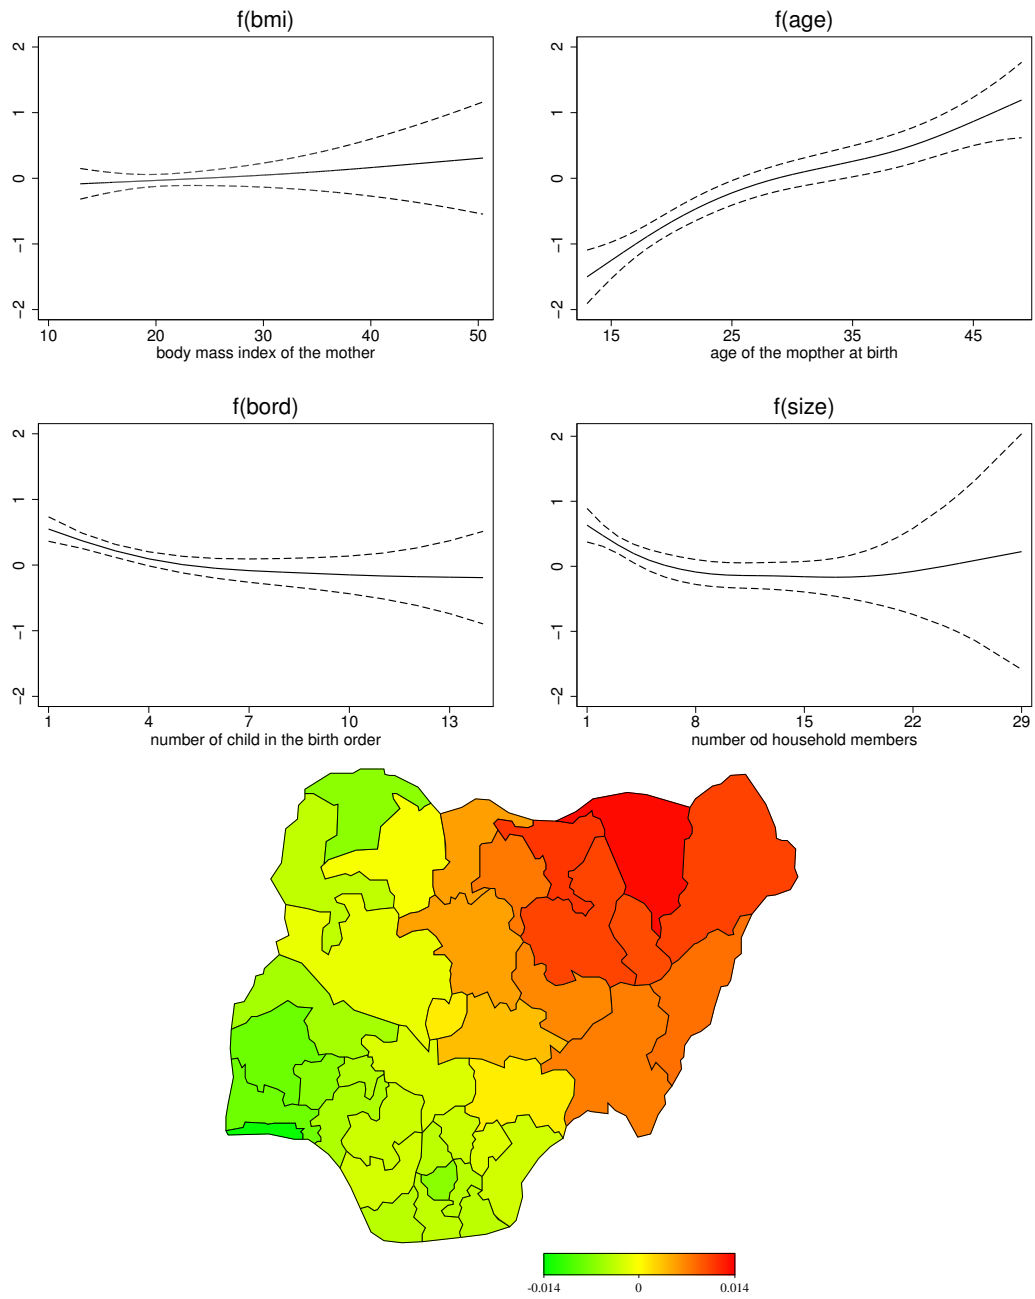 f(bmi)
2
1
0
−1
−2
10 20 30 40 50
body mass index of the mother
f(age)
2
1
0
−1
−2
15 25 35 45
age of the mopther at birth
f(bord)
2
1
0
−1
−2
1 4 7 10 13
number of child in the birth order
f(size)
2
1
0
−1
−2
1 8 15 22 29
number od household members
-0.014 0 0.014